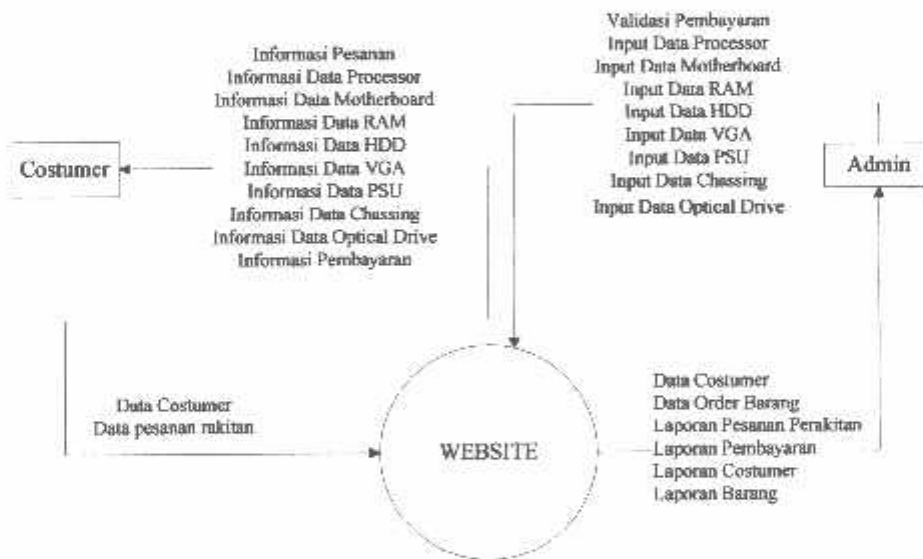 Informasi Pesanan
Informasi Data Processor
Informasi Data Motherboard
Informasi Data RAM
Informasi Data HDD
Informasi Data VGA
Informasi Data PSU
Informasi Data Chassing
Informasi Data Optical Drive
Informasi Pembayaran
Validasi Pembayaran
Input Data Processor
Input Data Motherboard
Input Data RAM
Input Data HDD
Input Data VGA
Input Data PSU
Input Data Chassing
Input Data Optical Drive
Costumer
Admin
Data Costumer
Data pesanan rakitan
WEBSITE
Data Costumer
Data Order Barang
Laporan Pesanan Perakitan
Laporan Pembayaran
Laporan Costumer
Laporan Barang